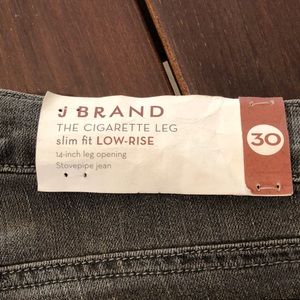 J BRAND
THE CIGARETTE LEG
slim fit LOW-RISE
14-inch leg opening
Stovepipe jean
30